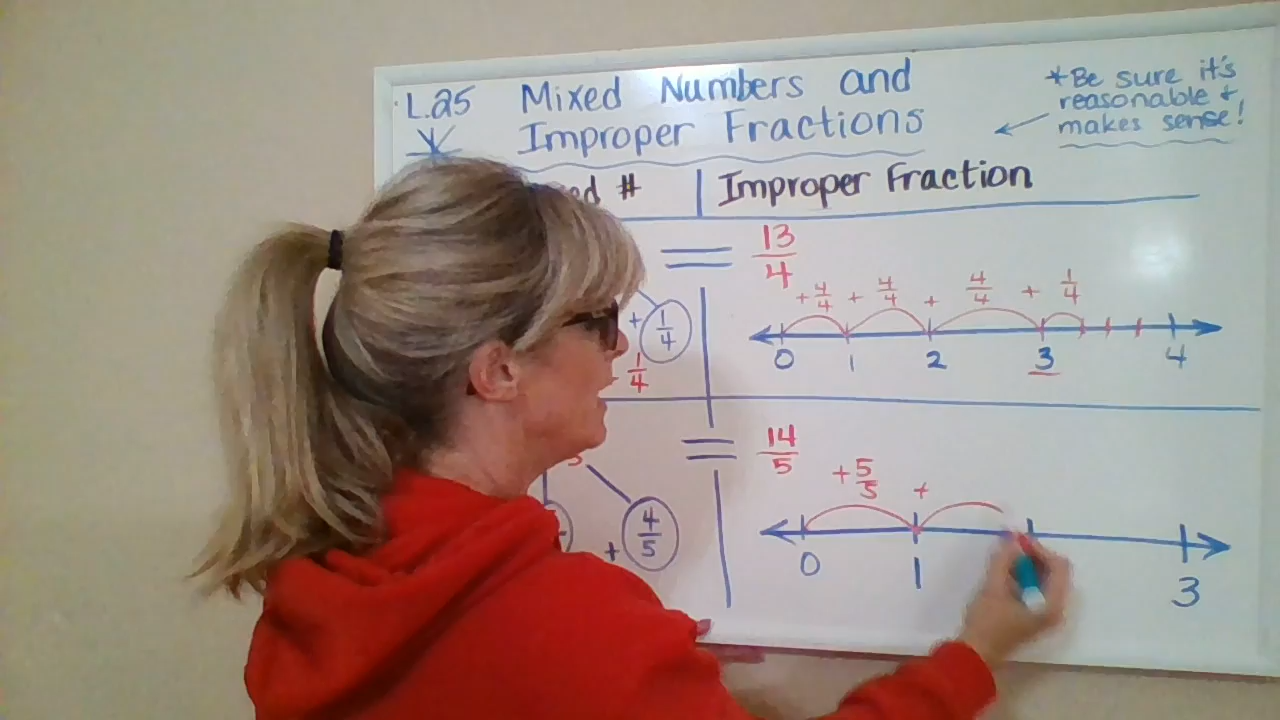 L.25 Mixed Numbers and
Improper Fractions
*Be sure it's
reasonable +
makes sense!
# Improper Fraction
+ 1/4
1/4
= 13/4
+ 4/4 + 4/4 + 4/4 + 1/4
0 1 2 3 4
+ 4/5
= 14/5
+ 5/5 +
0 1 3